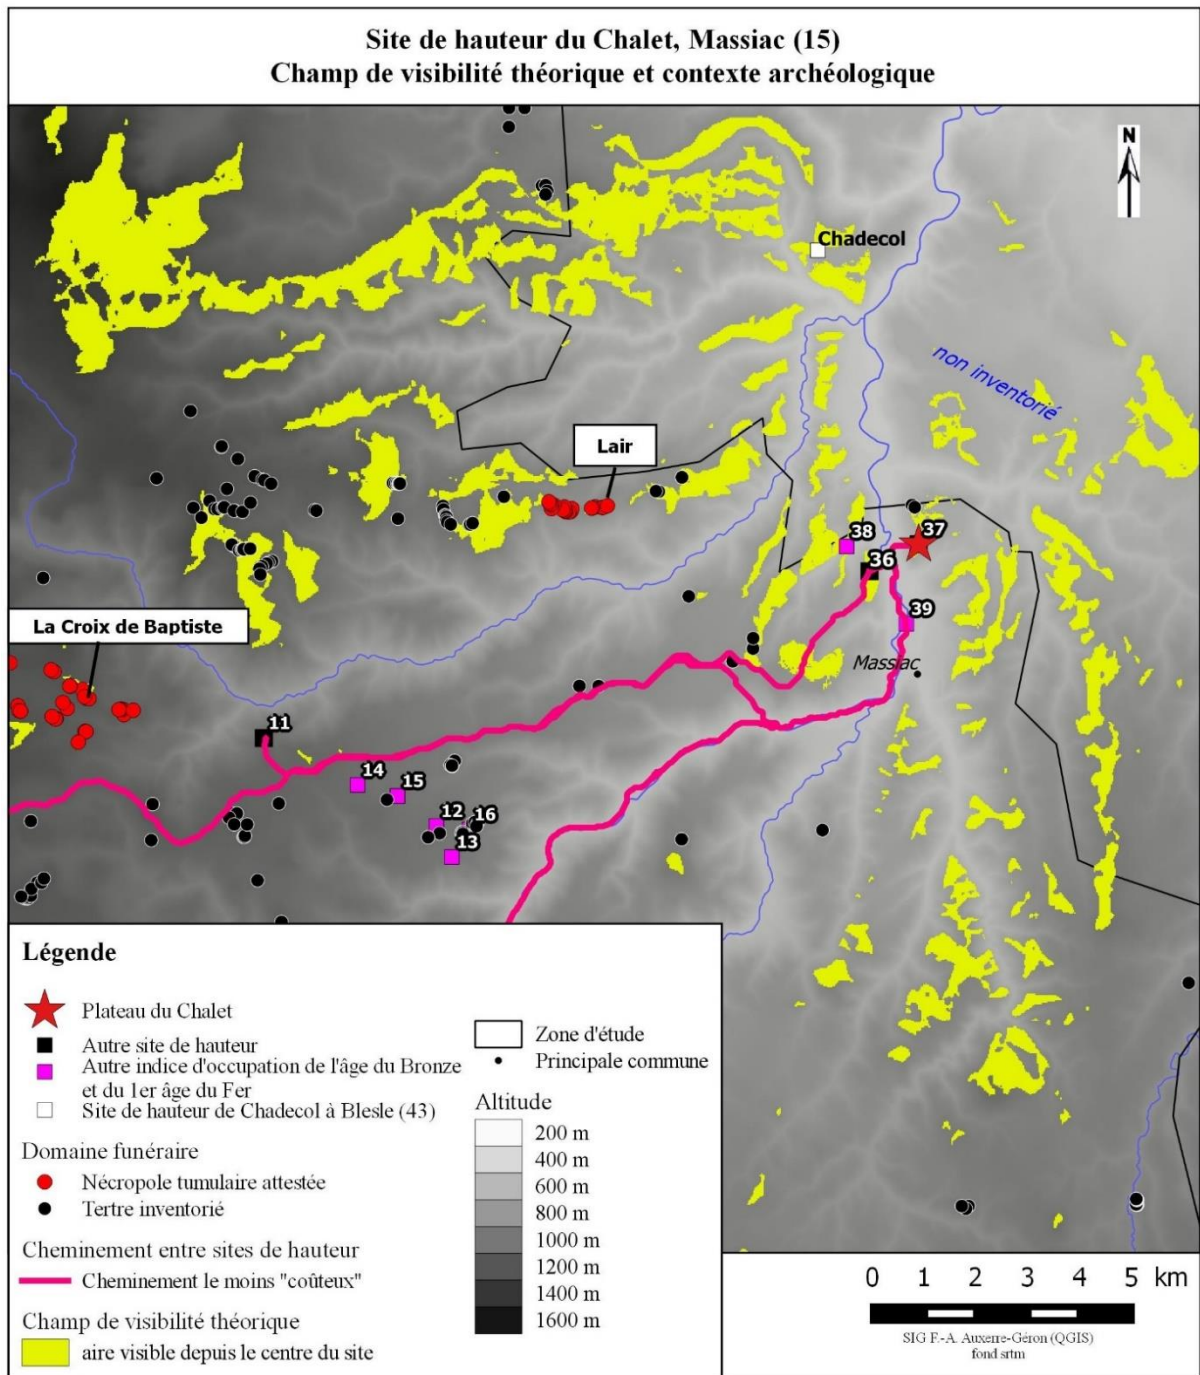 Site de hauteur du Chalet, Massiac (15)
Champ de visibilité théorique et contexte archéologique
N
Chadecol
non inventorié
Lair
38
37
36
39
La Croix de Baptiste
Massiac
11
14
15
12
16
13
Légende
Plateau du Chalet
Autre site de hauteur
Autre indice d'occupation de l'âge du Bronze
et du 1er âge du Fer
Site de hauteur de Chadecol à Blesle (43)
Domaine funéraire
Nécropole tumulaire attestée
Tertre inventorié
Cheminement entre sites de hauteur
Cheminement le moins "coûteux"
Champ de visibilité théorique
aire visible depuis le centre du site
Zone d'étude
Principale commune
Altitude
200 m
400 m
600 m
800 m
1000 m
1200 m
1400 m
1600 m
0 1 2 3 4 5 km
SIG F.-A. Auxerre-Géron (QGIS)
fond srtm